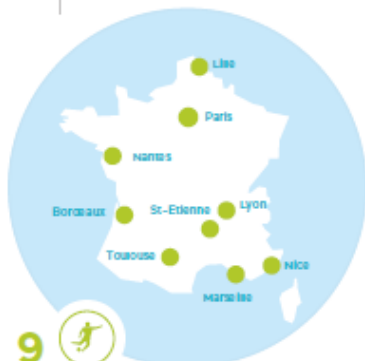 Lille
Paris
Nantes
Bordeaux
St-Etienne
Lyon
Toulouse
Nice
Marseille
9